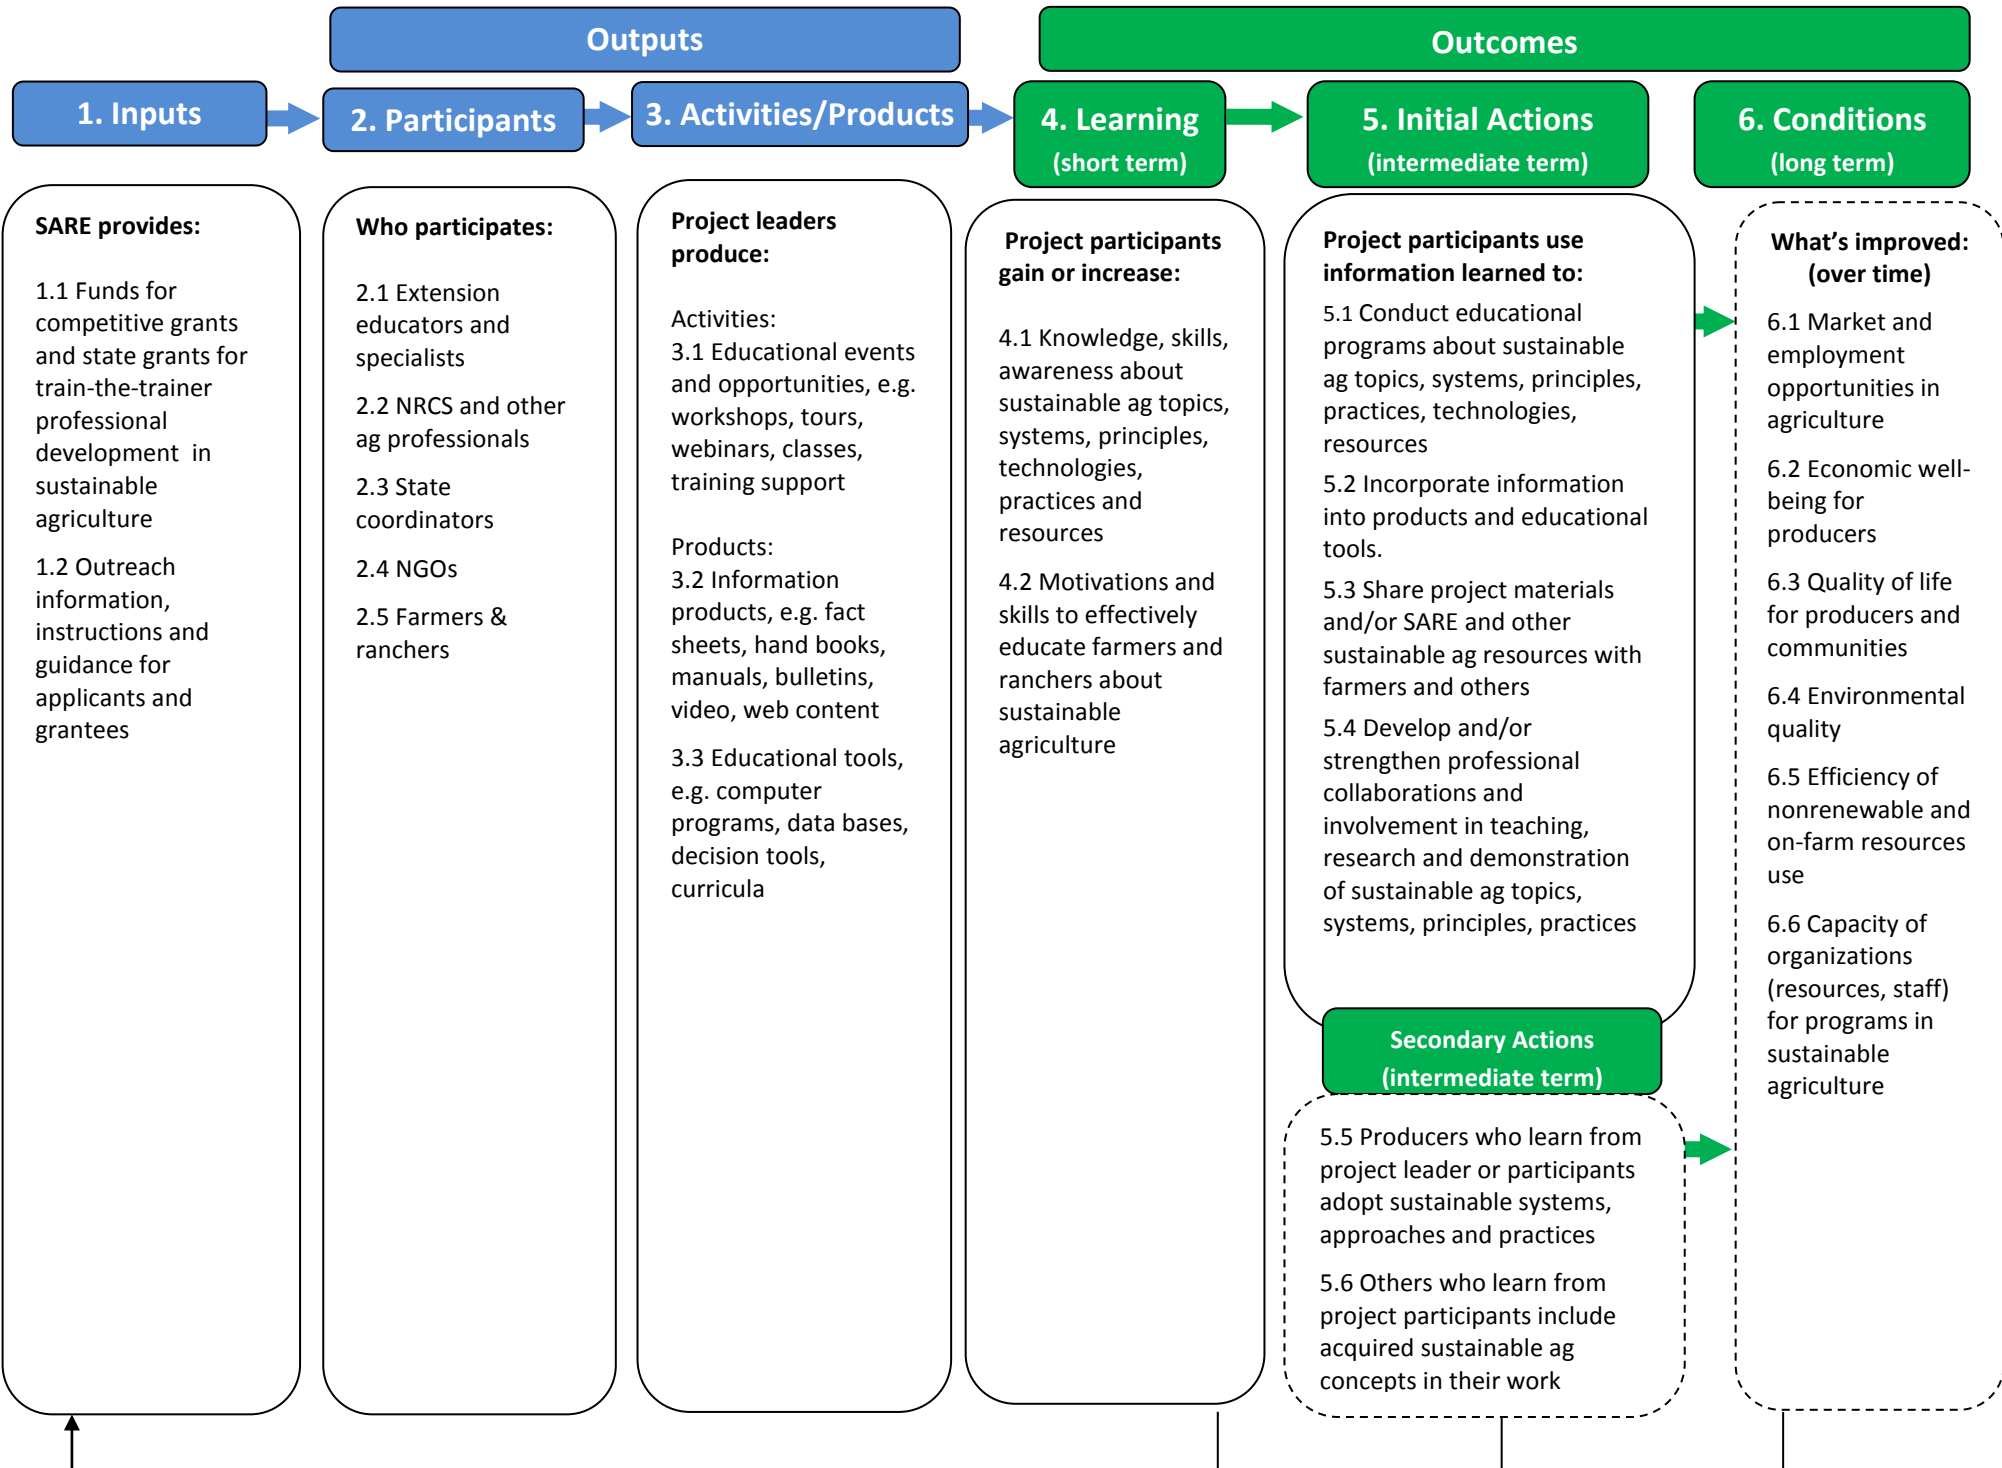 Outputs
Outcomes
1. Inputs
2. Participants
3. Activities/Products
4. Learning
(short term)
5. Initial Actions
(intermediate term)
6. Conditions
(long term)
SARE provides:
1.1 Funds for
competitive grants
and state grants for
train-the-trainer
professional
development in
sustainable
agriculture
1.2 Outreach
information,
instructions and
guidance for
applicants and
grantees
Who participates:
2.1 Extension
educators and
specialists
2.2 NRCS and other
ag professionals
2.3 State
coordinators
2.4 NGOs
2.5 Farmers &
ranchers
Project leaders
produce:
Activities:
3.1 Educational events
and opportunities, e.g.
workshops, tours,
webinars, classes,
training support
Products:
3.2 Information
products, e.g. fact
sheets, hand books,
manuals, bulletins,
video, web content
3.3 Educational tools,
e.g. computer
programs, data bases,
decision tools,
curricula
Project participants
gain or increase:
4.1 Knowledge, skills,
awareness about
sustainable ag topics,
systems, principles,
technologies,
practices and
resources
4.2 Motivations and
skills to effectively
educate farmers and
ranchers about
sustainable
agriculture
Project participants use
information learned to:
5.1 Conduct educational
programs about sustainable
ag topics, systems, principles,
practices, technologies,
resources
5.2 Incorporate information
into products and educational
tools.
5.3 Share project materials
and/or SARE and other
sustainable ag resources with
farmers and others
5.4 Develop and/or
strengthen professional
collaborations and
involvement in teaching,
research and demonstration
of sustainable ag topics,
systems, principles, practices
Secondary Actions
(intermediate term)
5.5 Producers who learn from
project leader or participants
adopt sustainable systems,
approaches and practices
5.6 Others who learn from
project participants include
acquired sustainable ag
concepts in their work
What's improved:
(over time)
6.1 Market and
employment
opportunities in
agriculture
6.2 Economic well-
being for
producers
6.3 Quality of life
for producers and
communities
6.4 Environmental
quality
6.5 Efficiency of
nonrenewable and
on-farm resources
use
6.6 Capacity of
organizations
(resources, staff)
for programs in
sustainable
agriculture